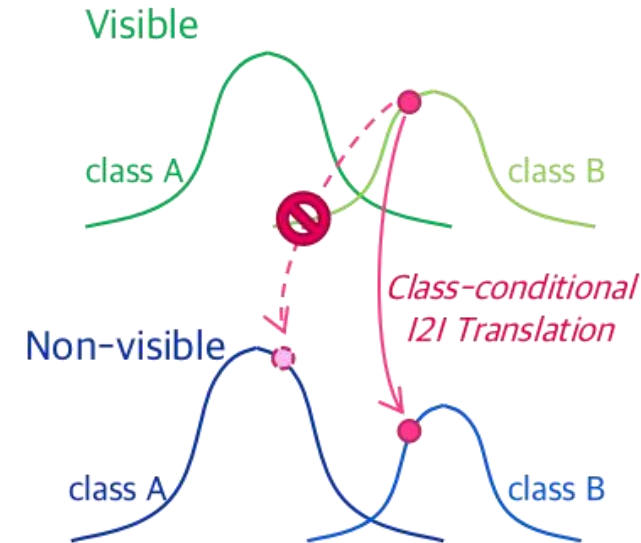 Visible
class A
class B
Class-conditional
I2I Translation
Non-visible
class A
class B